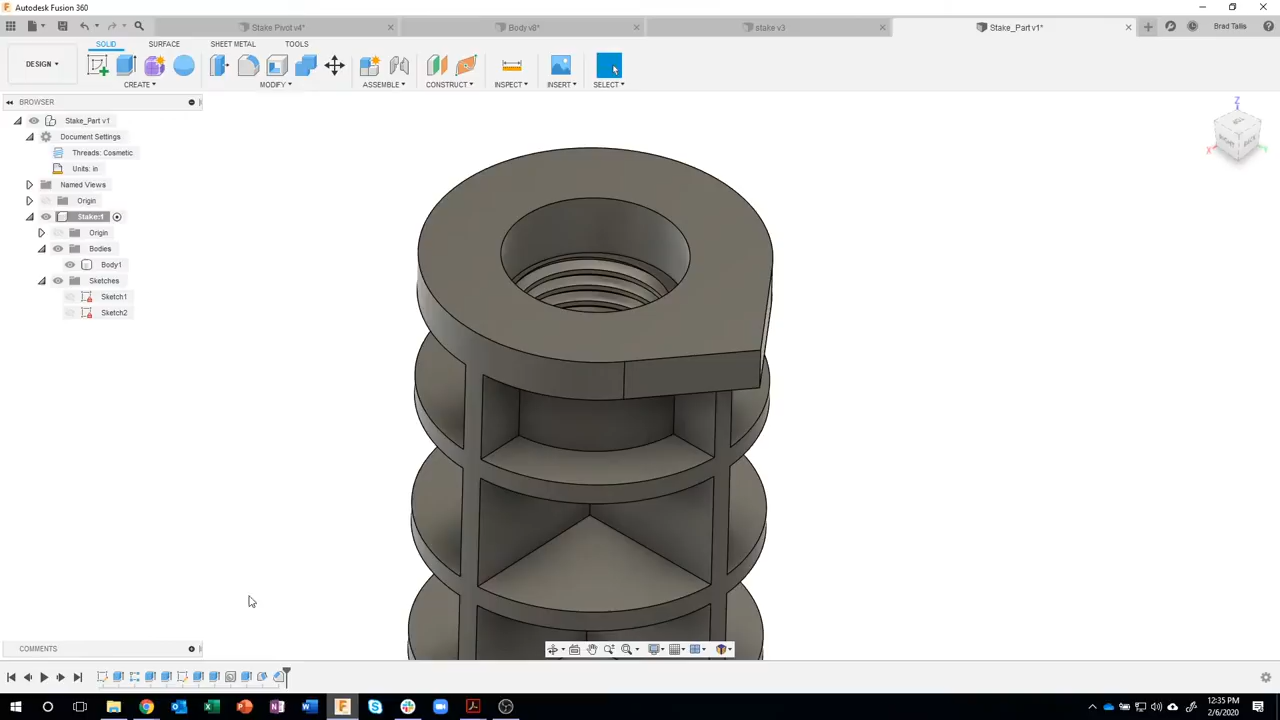 Autodesk Fusion 360
Stake Pivot v4*
Body v8*
stake v3
Stake_Part v1*
Brad Tallis
DESIGN
SOLID
SURFACE
SHEET METAL
TOOLS
CREATE
MODIFY
ASSEMBLE
CONSTRUCT
INSPECT
INSERT
SELECT
BROWSER
Stake_Part v1
Document Settings
Threads: Cosmetic
Units: in
Named Views
Origin
Stake:1
Origin
Bodies
Body1
Sketches
Sketch1
Sketch2
Z
X
COMMENTS
12:35 PM
2/6/2020